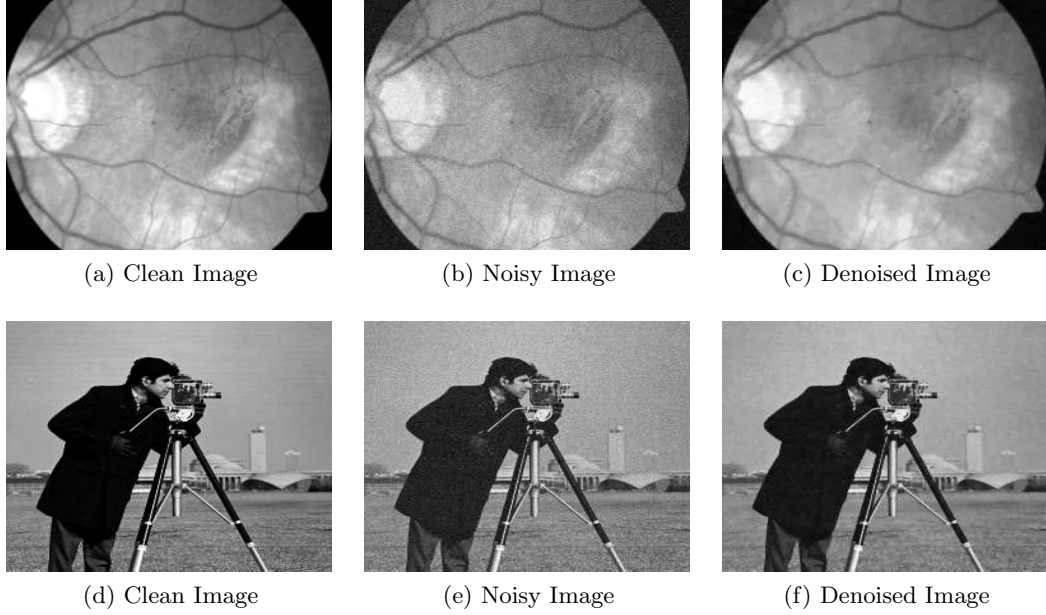 (a) Clean Image
(b) Noisy Image
(c) Denoised Image
(d) Clean Image
(e) Noisy Image
(f) Denoised Image